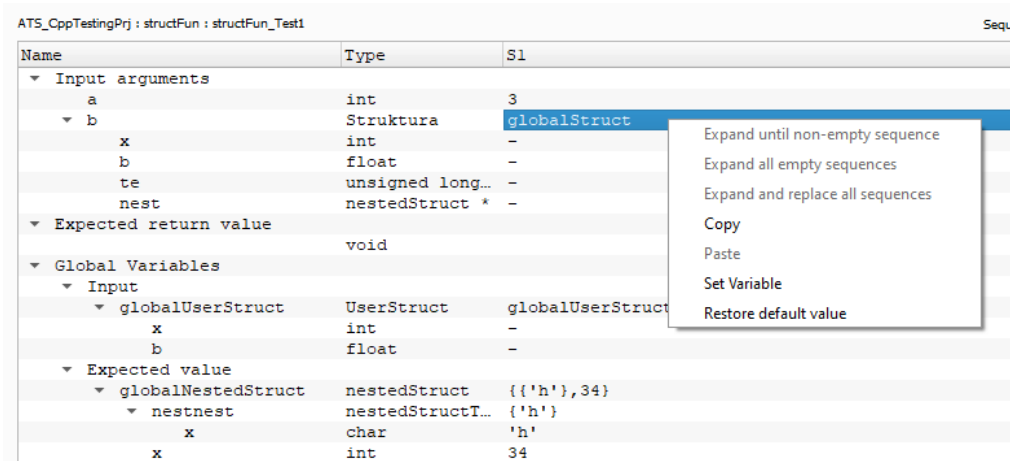 ATS_CppTestingPrj : structFun : structFun_Test1 Sequ
Name Type S1
Input arguments
a int 3
b Struktura globalStruct
x int -
b float -
te unsigned long... -
nest nestedStruct * -
Expected return value
void
Global Variables
Input
globalUserStruct UserStruct globalUserStruct
x int -
b float -
Expected value
globalNestedStruct nestedStruct {{'h'},34}
nestnest nestedStructT... {'h'}
x char 'h'
x int 34
Expand until non-empty sequence
Expand all empty sequences
Expand and replace all sequences
Copy
Paste
Set Variable
Restore default value